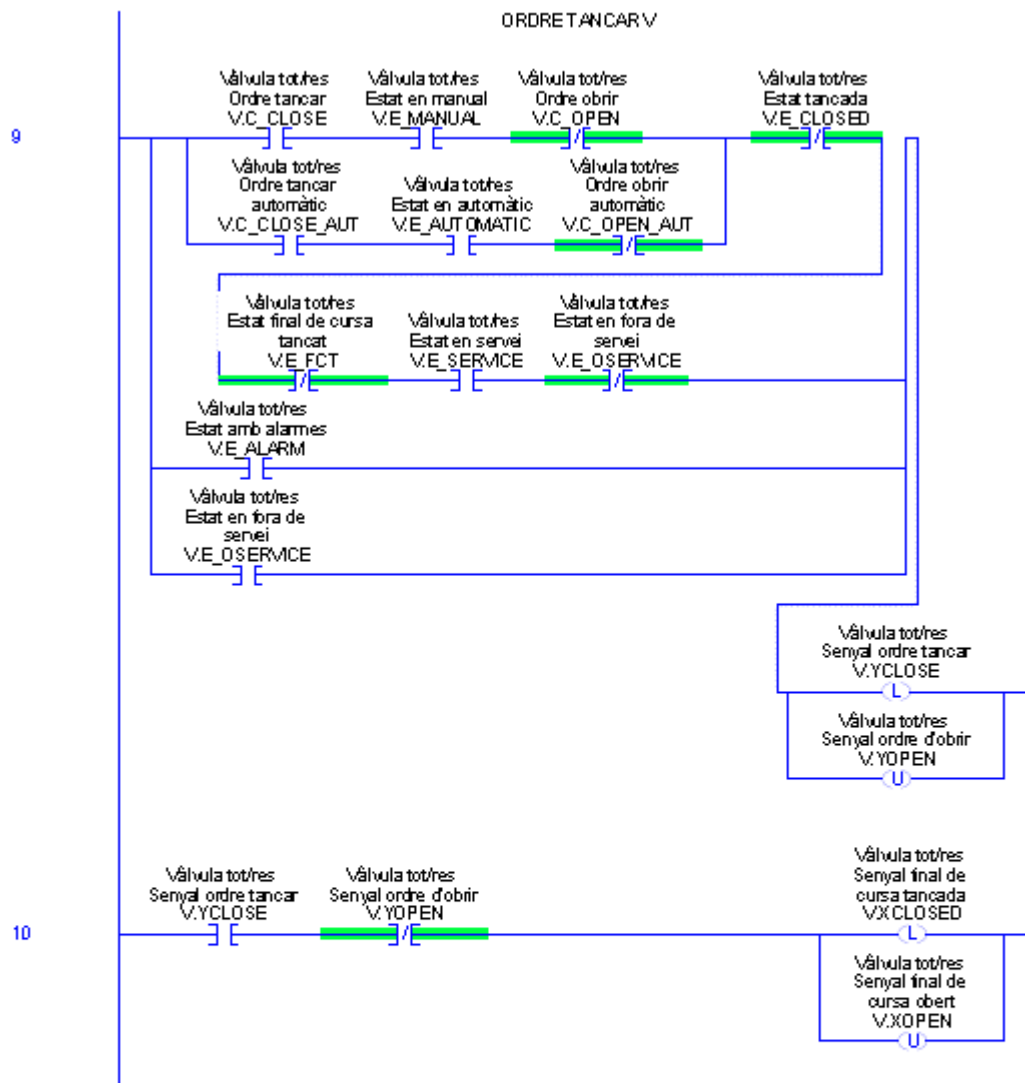 ORDRE TANCAR V
9
Vàlvula tot/res
Ordre tancar
V.C_CLOSE
Vàlvula tot/res
Estat en manual
V.E_MANUAL
Vàlvula tot/res
Ordre obrir
V.C_OPEN
Vàlvula tot/res
Estat tancada
V.E_CLOSED
Vàlvula tot/res
Ordre tancar
automàtic
V.C_CLOSE_AUT
Vàlvula tot/res
Estat en automàtic
V.E_AUTOMATIC
Vàlvula tot/res
Ordre obrir
automàtic
V.C_OPEN_AUT
Vàlvula tot/res
Estat final de cursa
tancat
V.E_FCT
Vàlvula tot/res
Estat en servei
V.E_SERVICE
Vàlvula tot/res
Estat en fora de
servei
V.E_OSERVICE
Vàlvula tot/res
Estat amb alarmes
V.E_ALARM
Vàlvula tot/res
Estat en fora de
servei
V.E_OSERVICE
Vàlvula tot/res
Senyal ordre tancar
V.YCLOSE
L
Vàlvula tot/res
Senyal ordre d'obrir
V.YOPEN
U
10
Vàlvula tot/res
Senyal ordre tancar
V.YCLOSE
Vàlvula tot/res
Senyal ordre d'obrir
V.YOPEN
Vàlvula tot/res
Senyal final de
cursa tancada
V.XCLOSED
L
Vàlvula tot/res
Senyal final de
cursa obert
V.XOPEN
U